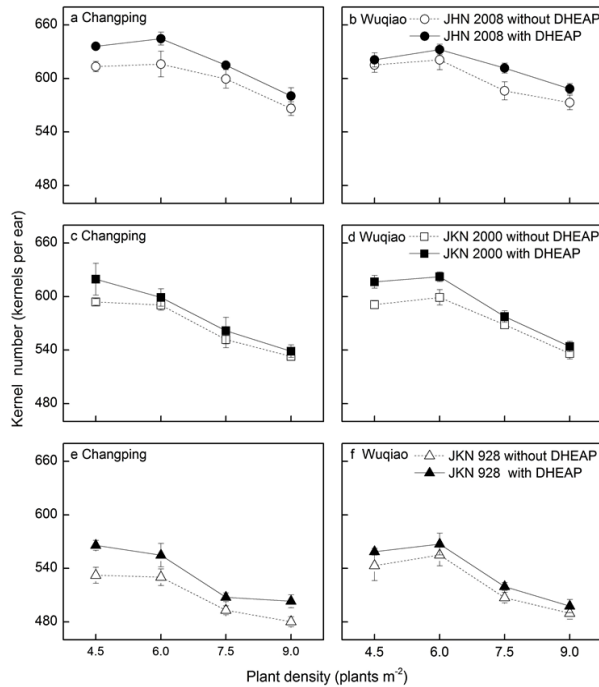 a Changping
660
600
540
480
b Wuqiao
JHN 2008 without DHEAP
JHN 2008 with DHEAP
c Changping
660
600
540
480
d Wuqiao
JKN 2000 without DHEAP
JKN 2000 with DHEAP
e Changping
660
600
540
480
f Wuqiao
JKN 928 without DHEAP
JKN 928 with DHEAP
Kernel number (kernels per ear)
4.5 6.0 7.5 9.0
4.5 6.0 7.5 9.0
Plant density (plants m⁻²)